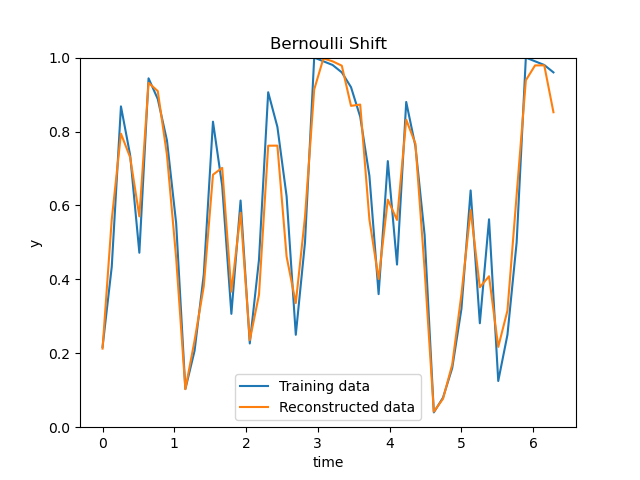 Bernoulli Shift
1.0
0.8
0.6
0.4
0.2
0.0
y
Training data
Reconstructed data
0 1 2 3 4 5 6
time